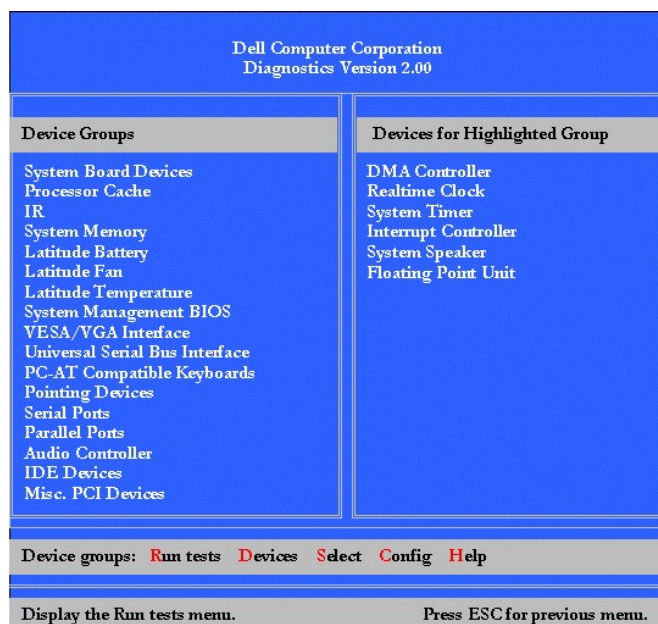 Dell Computer Corporation
Diagnostics Version 2.00
Device Groups
System Board Devices
Processor Cache
IR
System Memory
Latitude Battery
Latitude Fan
Latitude Temperature
System Management BIOS
VESA/VGA Interface
Universal Serial Bus Interface
PC-AT Compatible Keyboards
Pointing Devices
Serial Ports
Parallel Ports
Audio Controller
IDE Devices
Misc. PCI Devices
Devices for Highlighted Group
DMA Controller
Realtime Clock
System Timer
Interrupt Controller
System Speaker
Floating Point Unit
Device groups: Run tests Devices Select Config Help
Display the Run tests menu. Press ESC for previous menu.